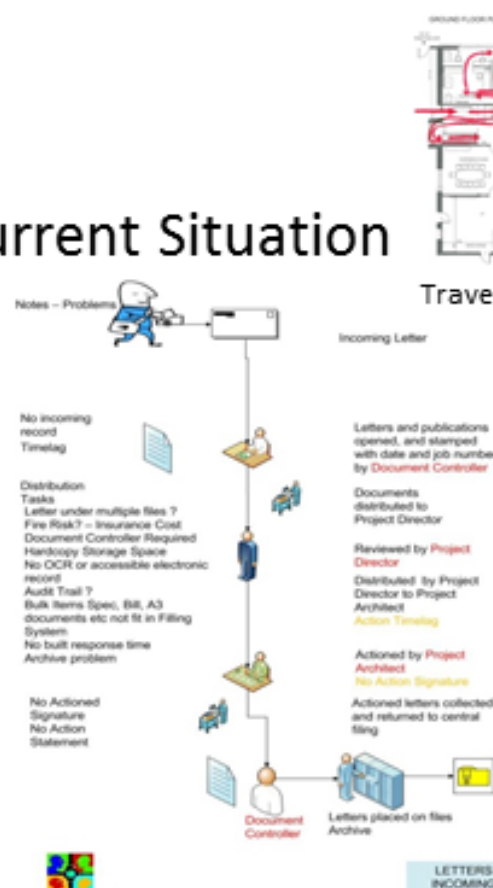 GROUND FLOOR
urrent Situation
Trave
Notes – Problems
Incoming Letter
No incoming
record
Timelag
Letters and publications
opened, and stamped
with date and job numbe
by Document Controller
Distribution
Tasks
Letter under multiple files ?
Fire Risk? – Insurance Cost
Document Controller Required
Hardcopy Storage Space
No OCR or accessible electronic
record
Audit Trail ?
Bulk Items Spec, Bill, A3
documents etc not fit in Filling
System
No built response time
Archive problem
Documents
distributed to
Project Director
Reviewed by Project
Director
Distributed by Project
Director to Project
Architect
Action Timelag
Actioned by Project
Architect
No Action Signature
No Actioned
Signature
No Action
Statement
Actioned letters collected
and returned to central
filing
Document
Controller
Letters placed on files
Archive
LETTERS
INCOMING